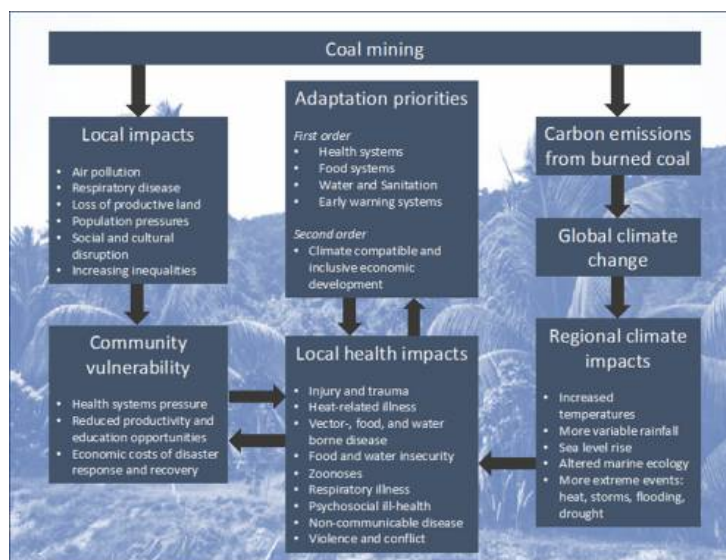 Coal mining
Local impacts
• Air pollution
• Respiratory disease
• Loss of productive land
• Population pressures
• Social and cultural
disruption
• Increasing inequalities
Community
vulnerability
• Health systems pressure
• Reduced productivity and
education opportunities
• Economic costs of disaster
response and recovery
Adaptation priorities
First order
• Health systems
• Food systems
• Water and Sanitation
• Early warning systems
Second order
• Climate compatible and
inclusive economic
development
Local health impacts
• Injury and trauma
• Heat-related illness
• Vector-, food, and water
borne disease
• Food and water insecurity
• Zoonoses
• Respiratory illness
• Psychosocial ill-health
• Non-communicable disease
• Violence and conflict
Carbon emissions
from burned coal
Global climate
change
Regional climate
impacts
• Increased
temperatures
• More variable rainfall
• Sea level rise
• Altered marine ecology
• More extreme events:
heat, storms, flooding,
drought